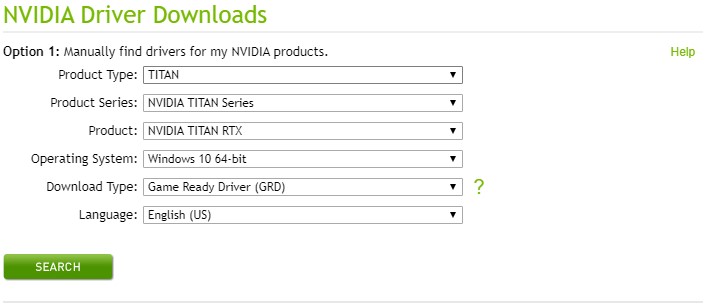 NVIDIA Driver Downloads
Option 1: Manually find drivers for my NVIDIA products. Help
Product Type: TITAN
Product Series: NVIDIA TITAN Series
Product: NVIDIA TITAN RTX
Operating System: Windows 10 64-bit
Download Type: Game Ready Driver (GRD) ?
Language: English (US)
SEARCH